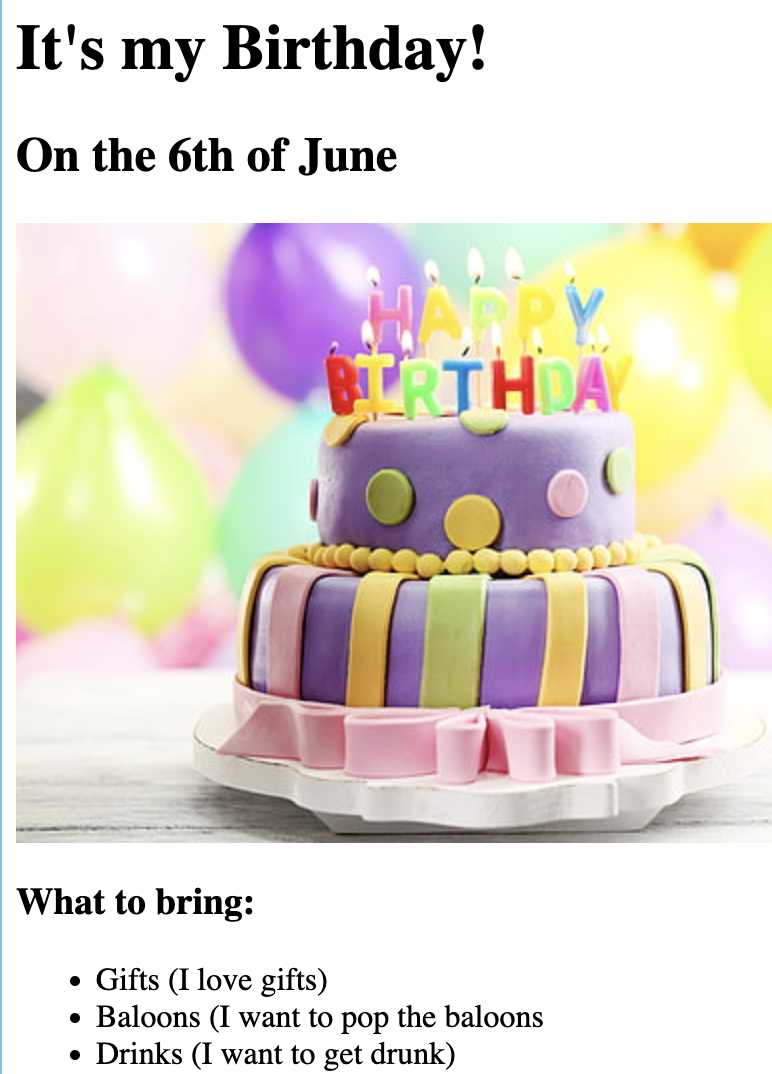 It's my Birthday!
On the 6th of June
HAPPY
BIRTHDAY
What to bring:
Gifts (I love gifts)
Baloons (I want to pop the baloons
Drinks (I want to get drunk)